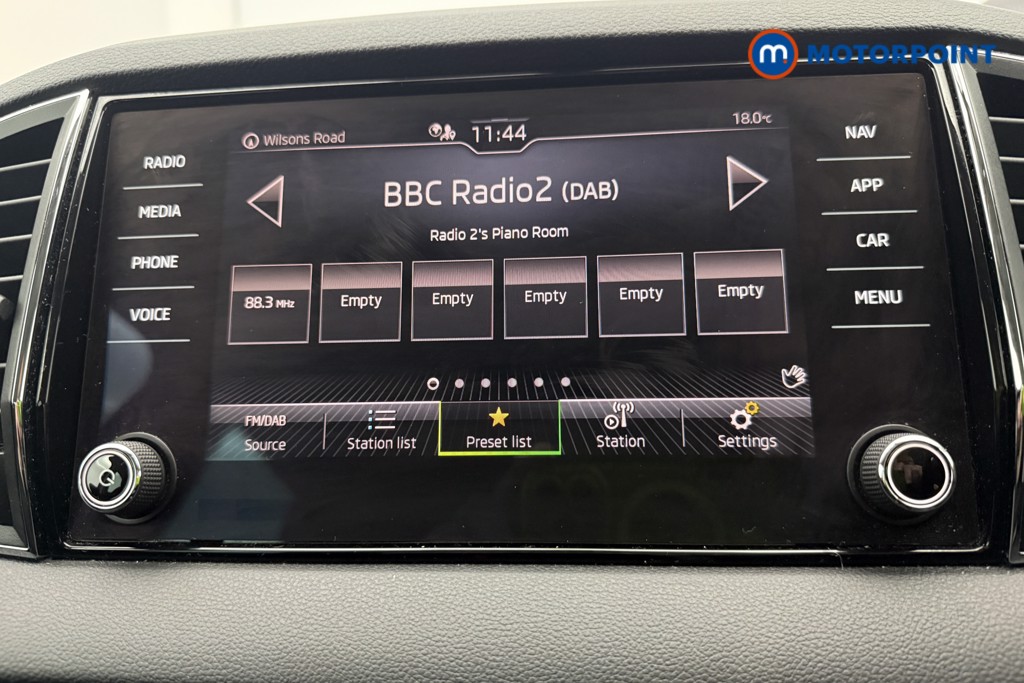 m MOTORPOINT
Wilsons Road
11:44
18.0°C
RADIO
MEDIA
PHONE
VOICE
NAV
APP
CAR
MENU
BBC Radio2 (DAB)
Radio 2's Piano Room
88.3 MHz
Empty
Empty
Empty
Empty
Empty
FM/DAB
Source
Station list
Preset list
Station
Settings